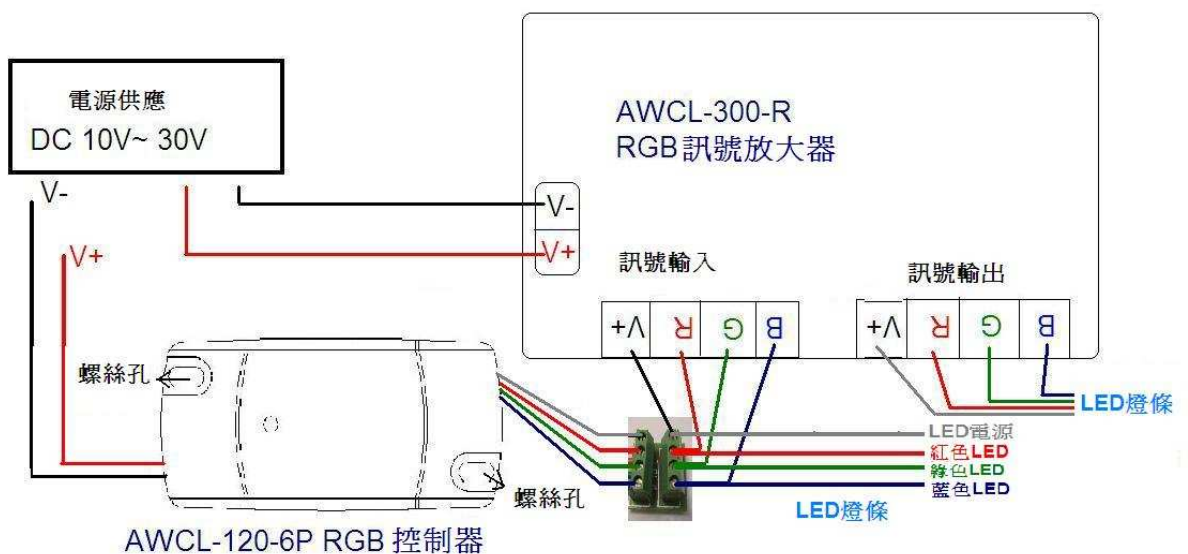 電源供應
DC 10V~ 30V
V-
V+
AWCL-300-R
RGB訊號放大器
V-
V+
訊號輸入
V+ R G B
訊號輸出
V+ R G B
螺絲孔
螺絲孔
LED燈條
LED電源
紅色LED
綠色LED
藍色LED
LED燈條
AWCL-120-6P RGB 控制器